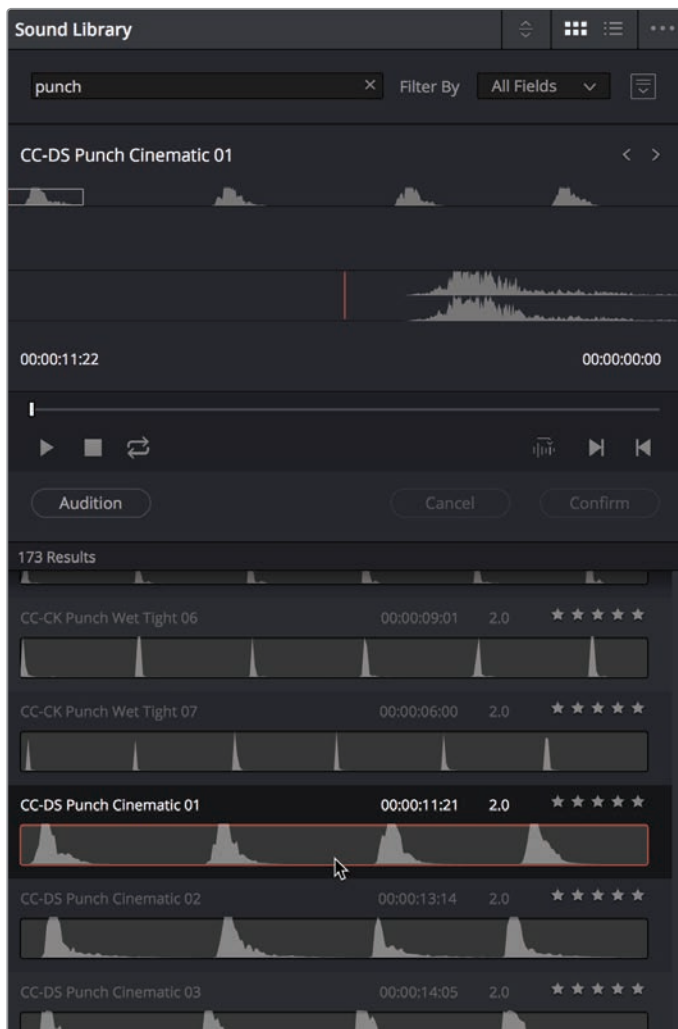 Sound Library
punch Filter By All Fields
CC-DS Punch Cinematic 01
00:00:11:22 00:00:00:00
Audition Cancel Confirm
173 Results
CC-CK Punch Wet Tight 06 00:00:09:01 2.0
CC-CK Punch Wet Tight 07 00:00:06:00 2.0
CC-DS Punch Cinematic 01 00:00:11:21 2.0
CC-DS Punch Cinematic 02 00:00:13:14 2.0
CC-DS Punch Cinematic 03 00:00:14:05 2.0